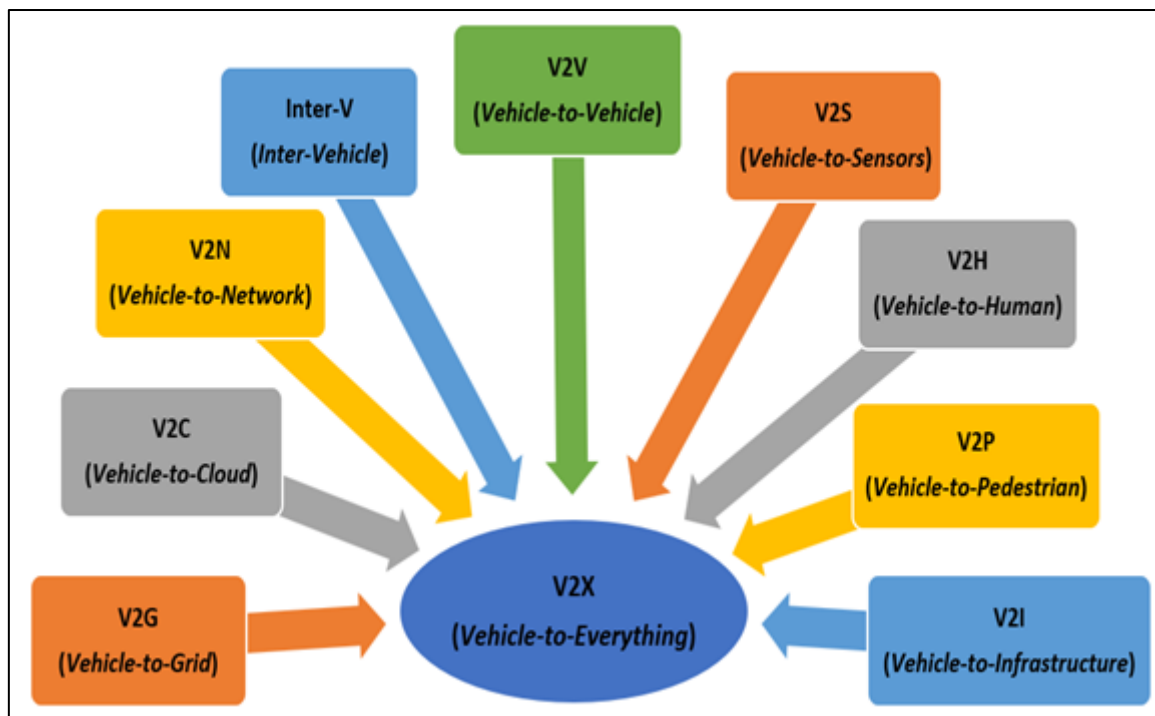 V2V
(Vehicle-to-Vehicle)
Inter-V
(Inter-Vehicle)
V2S
(Vehicle-to-Sensors)
V2N
(Vehicle-to-Network)
V2H
(Vehicle-to-Human)
V2C
(Vehicle-to-Cloud)
V2P
(Vehicle-to-Pedestrian)
V2G
(Vehicle-to-Grid)
V2X
(Vehicle-to-Everything)
V2I
(Vehicle-to-Infrastructure)